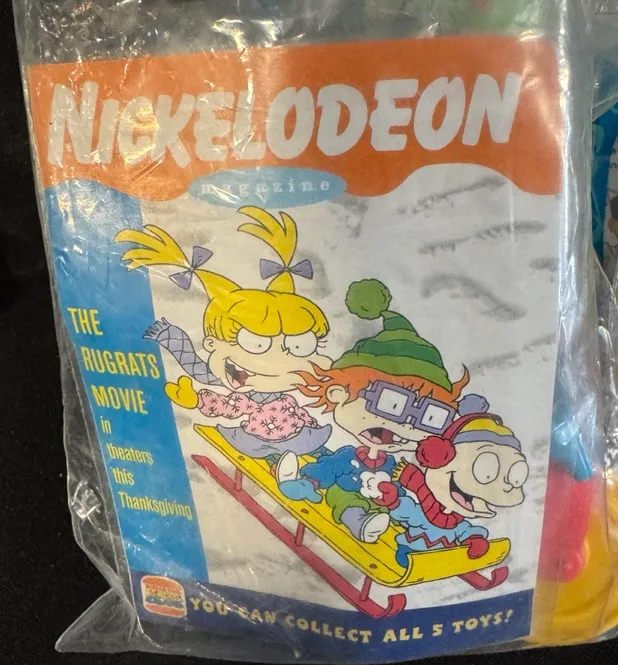 NICKELODEON
magazine
THE
RUGRATS
MOVIE
in
theaters
this
Thanksgiving
YOU CAN COLLECT ALL 5 TOYS!